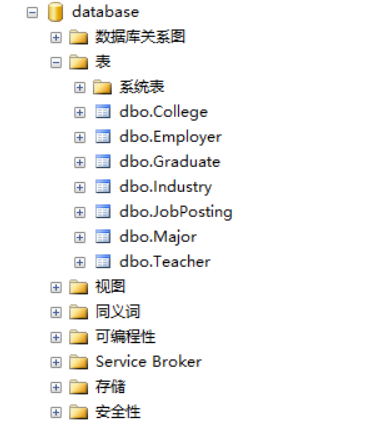 database
数据库关系图
表
系统表
dbo.College
dbo.Employer
dbo.Graduate
dbo.Industry
dbo.JobPosting
dbo.Major
dbo.Teacher
视图
同义词
可编程性
Service Broker
存储
安全性